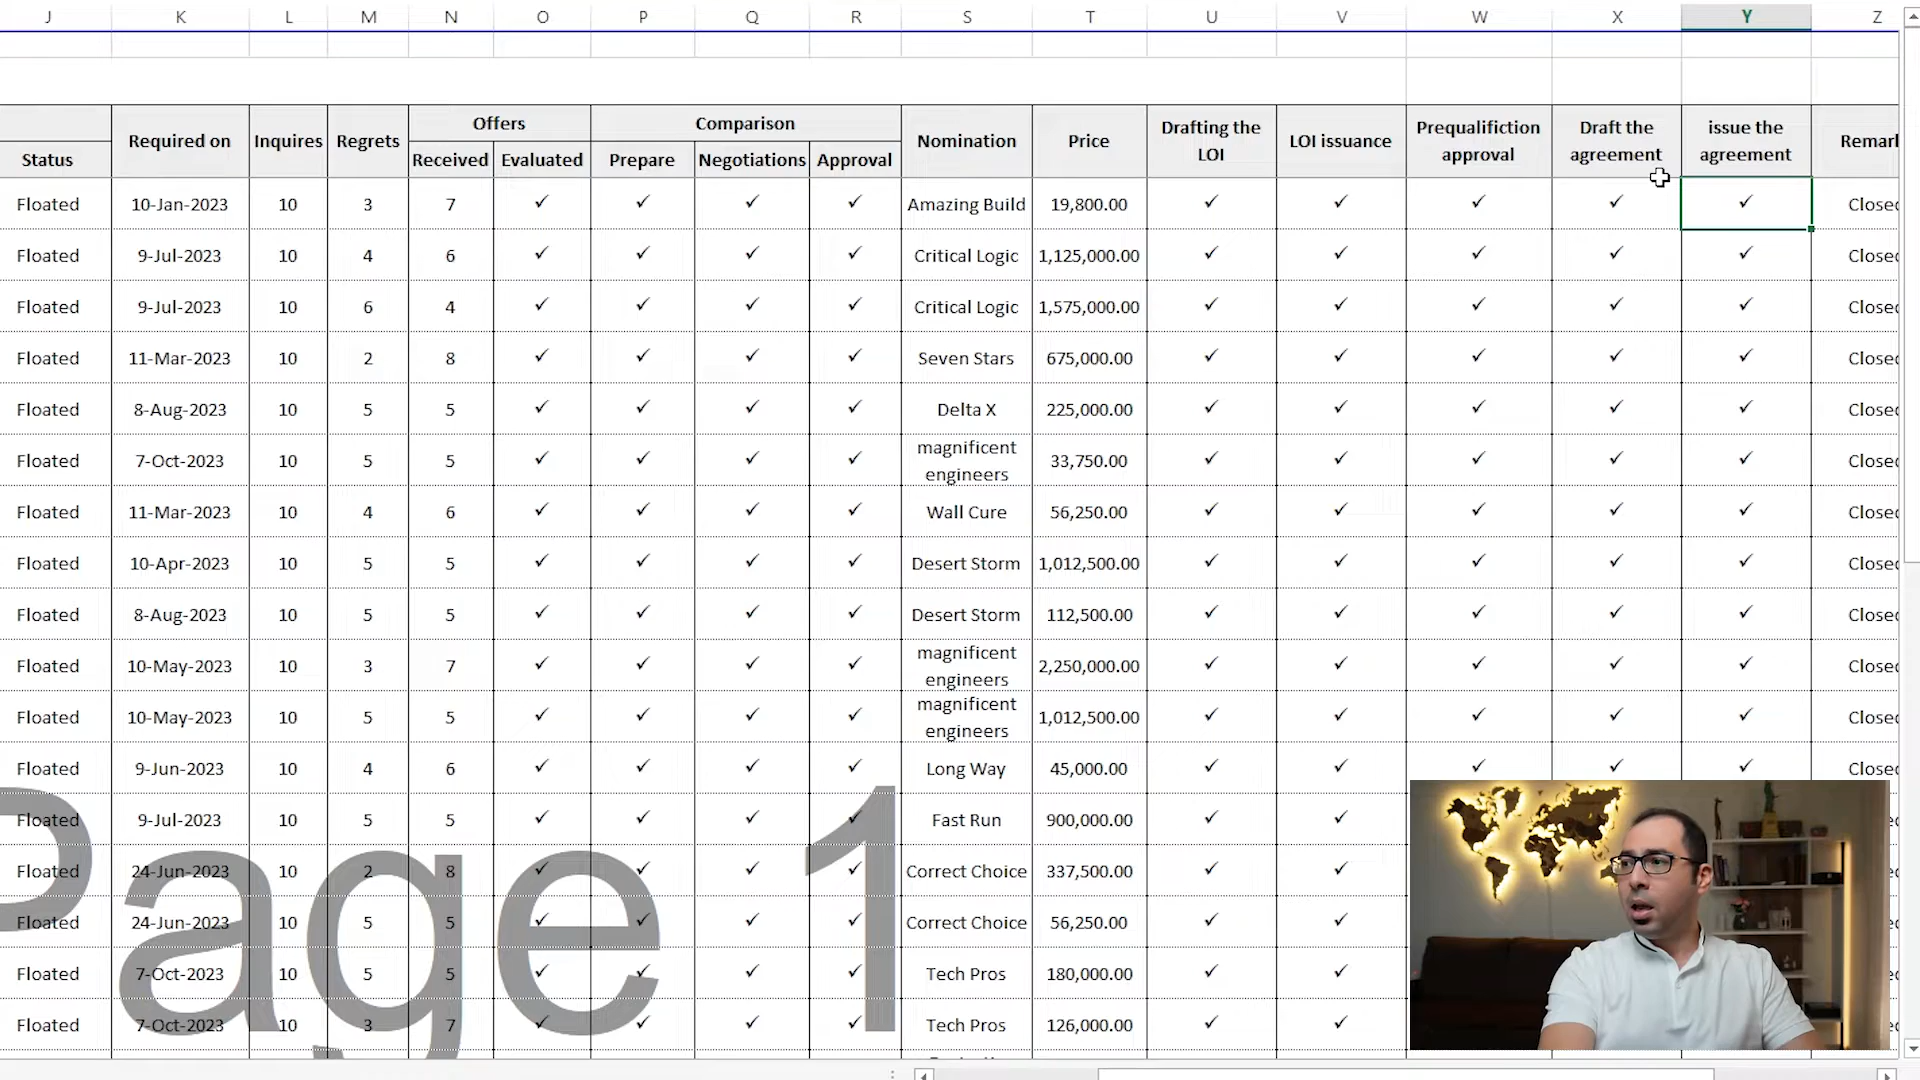 J K L M N O P Q R S T U V W X Y Z
Offers Comparison
Required on Inquires Regrets Nomination Price Drafting the LOI LOI issuance Prequalifiction approval Draft the agreement issue the agreement
Status Received Evaluated Prepare Negotiations Approval
Floated 10-Jan-2023 10 3 7 ✓ ✓ ✓ ✓ Amazing Build 19,800.00 ✓ ✓ ✓ ✓ ✓
Floated 9-Jul-2023 10 4 6 ✓ ✓ ✓ ✓ Critical Logic 1,125,000.00 ✓ ✓ ✓ ✓ ✓
Floated 9-Jul-2023 10 6 4 ✓ ✓ ✓ ✓ Critical Logic 1,575,000.00 ✓ ✓ ✓ ✓ ✓
Floated 11-Mar-2023 10 2 8 ✓ ✓ ✓ ✓ Seven Stars 675,000.00 ✓ ✓ ✓ ✓ ✓
Floated 8-Aug-2023 10 5 5 ✓ ✓ ✓ ✓ Delta X 225,000.00 ✓ ✓ ✓ ✓ ✓
Floated 7-Oct-2023 10 5 5 ✓ ✓ ✓ ✓ magnificent engineers 33,750.00 ✓ ✓ ✓ ✓ ✓
Floated 11-Mar-2023 10 4 6 ✓ ✓ ✓ ✓ Wall Cure 56,250.00 ✓ ✓ ✓ ✓ ✓
Floated 10-Apr-2023 10 5 5 ✓ ✓ ✓ ✓ Desert Storm 1,012,500.00 ✓ ✓ ✓ ✓ ✓
Floated 8-Aug-2023 10 5 5 ✓ ✓ ✓ ✓ Desert Storm 112,500.00 ✓ ✓ ✓ ✓ ✓
Floated 10-May-2023 10 3 7 ✓ ✓ ✓ ✓ magnificent engineers 2,250,000.00 ✓ ✓ ✓ ✓ ✓
Floated 10-May-2023 10 5 5 ✓ ✓ ✓ ✓ magnificent engineers 1,012,500.00 ✓ ✓ ✓ ✓ ✓
Floated 9-Jun-2023 10 4 6 ✓ ✓ ✓ ✓ Long Way 45,000.00 ✓ ✓ ✓ ✓ ✓
Floated 9-Jul-2023 10 5 5 ✓ ✓ ✓ ✓ Fast Run 900,000.00 ✓ ✓
Floated 24-Jun-2023 10 2 8 ✓ ✓ ✓ ✓ Correct Choice 337,500.00 ✓ ✓
Floated 24-Jun-2023 10 5 5 ✓ ✓ ✓ ✓ Correct Choice 56,250.00 ✓ ✓
Floated 7-Oct-2023 10 5 5 ✓ ✓ ✓ ✓ Tech Pros 180,000.00 ✓ ✓
Floated 7-Oct-2023 10 3 7 ✓ ✓ ✓ ✓ Tech Pros 126,000.00 ✓ ✓
Page 1